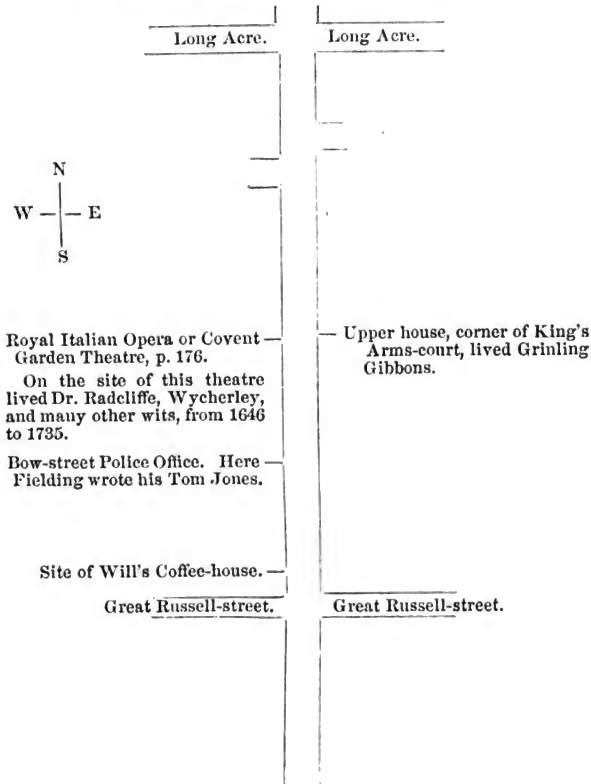 Long Acre. Long Acre.
N
W E
S
Royal Italian Opera or Covent
Garden Theatre, p. 176.
On the site of this theatre
lived Dr. Radcliffe, Wycherley,
and many other wits, from 1646
to 1735.
Upper house, corner of King's
Arms-court, lived Grinling
Gibbons.
Bow-street Police Office. Here
Fielding wrote his Tom Jones.
Site of Will's Coffee-house.
Great Russell-street. Great Russell-street.